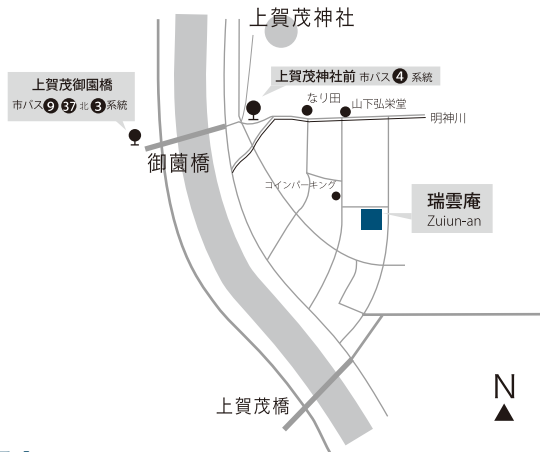 上賀茂神社
上賀茂御薗橋
市バス 9 37 北 3 系統
上賀茂神社前 市バス 4 系統
なり田
山下弘栄堂
明神川
御薗橋
コインパーキング
瑞雲庵
Zuiun-an
上賀茂橋
N